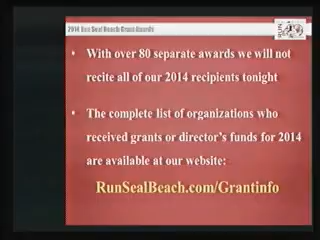 2014 Run Seal Beach Grant Awards
• With over 80 separate awards we will not
recite all of our 2014 recipients tonight
• The complete list of organizations who
received grants or director's funds for 2014
are available at our website:
RunSealBeach.com/Grantinfo